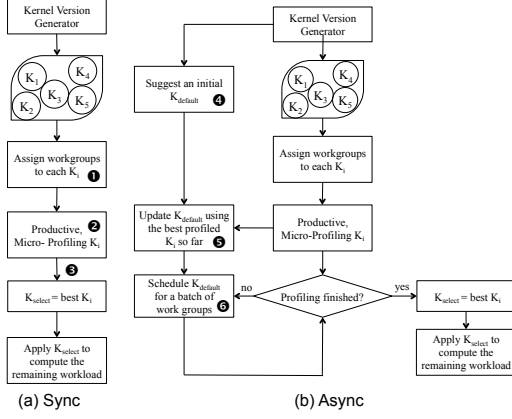 Kernel Version
Generator
K1
K4
K3
K2
K5
Assign workgroups
to each Ki ❶
❷
Productive,
Micro- Profiling Ki
❸
Kselect = best Ki
Apply Kselect to
compute the
remaining workload
(a) Sync
Kernel Version
Generator
Suggest an initial
Kdefault ❹
K1
K4
K3
K2
K5
Assign workgroups
to each Ki
Update Kdefault using
the best profiled
Ki so far ❺
Productive,
Micro-Profiling Ki
Schedule Kdefault
for a batch of
work groups ❻
no
Profiling finished?
yes
Kselect = best Ki
Apply Kselect to
compute the
remaining workload
(b) Async